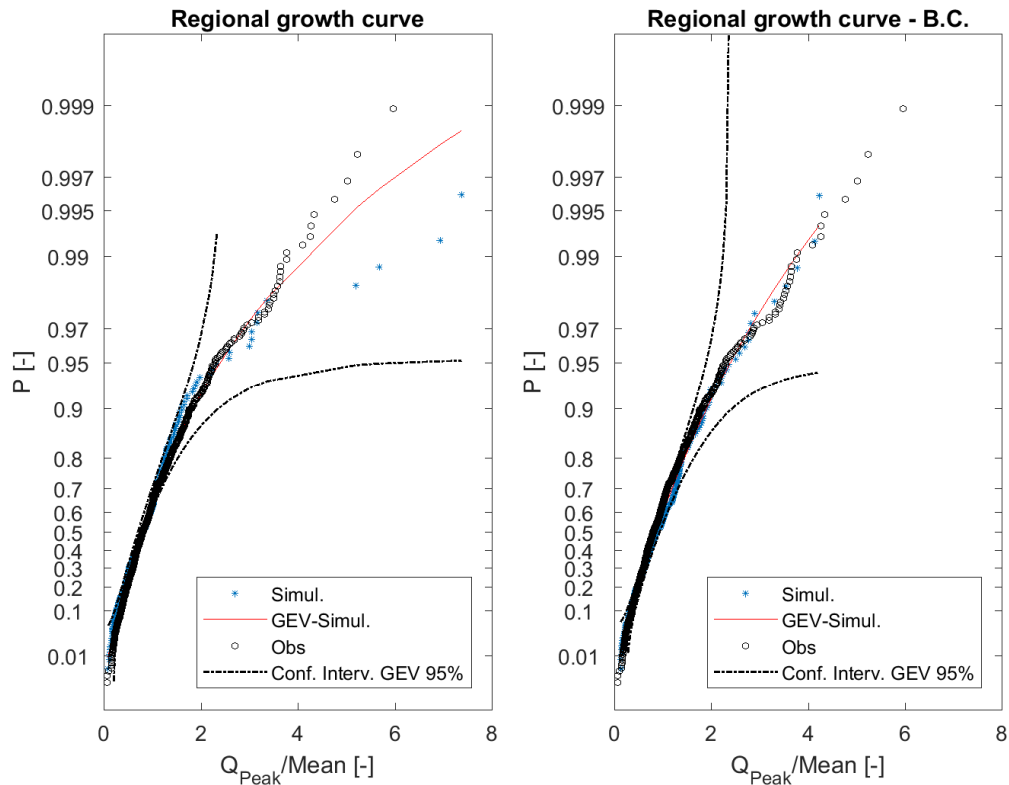 Regional growth curve
P [-]
0.999
0.997
0.995
0.99
0.97
0.95
0.9
0.8
0.7
0.6
0.5
0.4
0.3
0.2
0.1
0.01
Simul.
GEV-Simul.
Obs
Conf. Interv. GEV 95%
0 2 4 6 8
Q_Peak/Mean [-]
Regional growth curve - B.C.
P [-]
0.999
0.997
0.995
0.99
0.97
0.95
0.9
0.8
0.7
0.6
0.5
0.4
0.3
0.2
0.1
0.01
Simul.
GEV-Simul.
Obs
Conf. Interv. GEV 95%
0 2 4 6 8
Q_Peak/Mean [-]